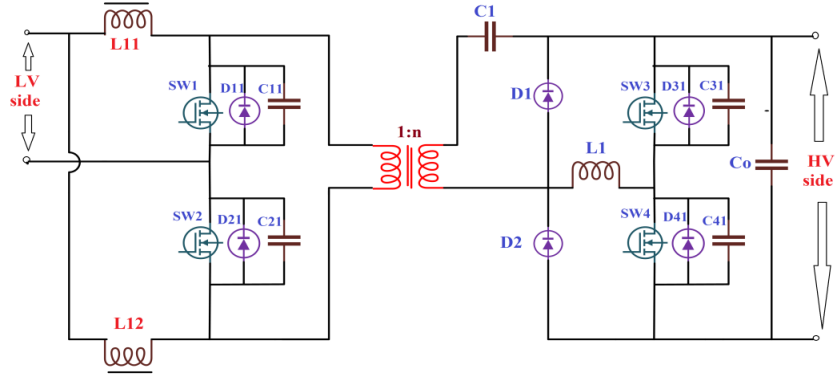 L11
C1
LV
side
SW1
D11
C11
D1
SW3
D31
C31
1:n
L1
Co
HV
side
SW2
D21
C21
D2
SW4
D41
C41
L12